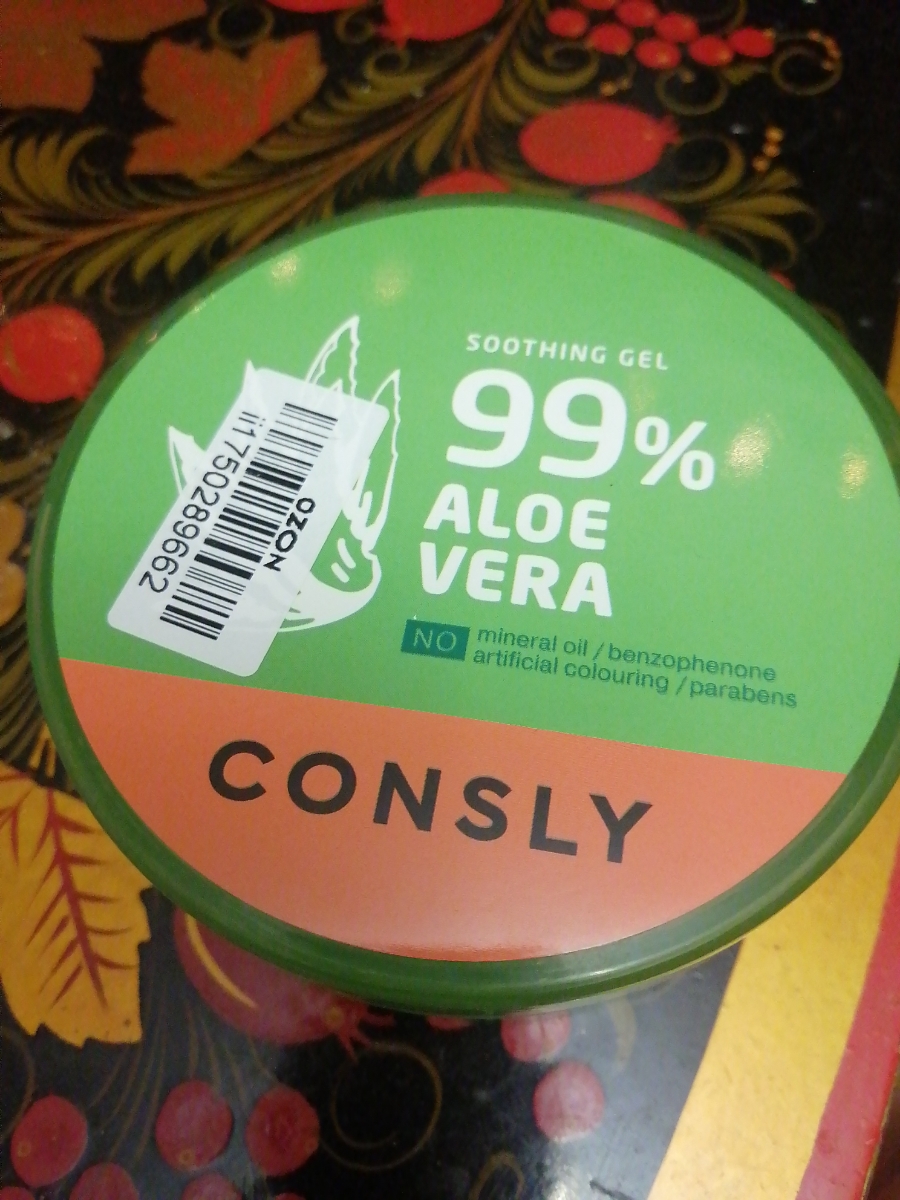 SOOTHING GEL
99%
ALOE
VERA
NO mineral oil / benzophenone
artificial colouring / parabens
CONSLY
OZON
ii1750289662